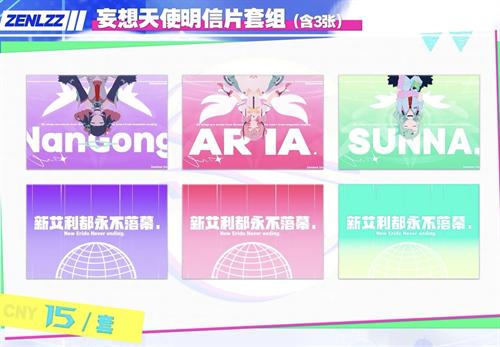 ZENLZZ 妄想天使明信片套组（含3张）
NanGong
ARIA.
SUNNA.
新艾利都永不落幕.
New Eridu Never ending.
新艾利都永不落幕.
New Eridu Never ending.
新艾利都永不落幕.
New Eridu Never ending.
CNY 15/套